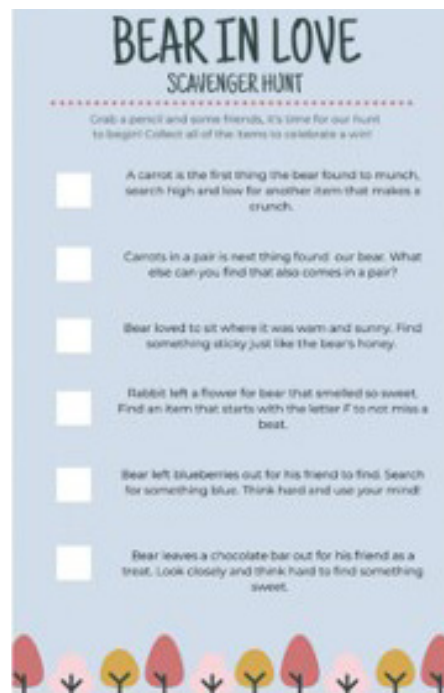 BEAR IN LOVE
SCAVENGER HUNT
Grab a pencil and some friends, it's time for our hunt
to begin! Collect all of the items to celebrate a win!
A carrot is the first thing the bear found to munch,
search high and low for another item that makes a
crunch.
Carrots in a pair is next thing found our bear. What
else can you find that also comes in a pair?
Bear loved to sit where it was warm and sunny. Find
something sticky just like the bear's honey.
Rabbit left a flower for bear that smelled so sweet.
Find an item that starts with the letter F to not miss a
beat.
Bear left blueberries out for his friend to find. Search
for something blue. Think hard and use your mind!
Bear leaves a chocolate bar out for his friend as a
treat. Look closely and think hard to find something
sweet.